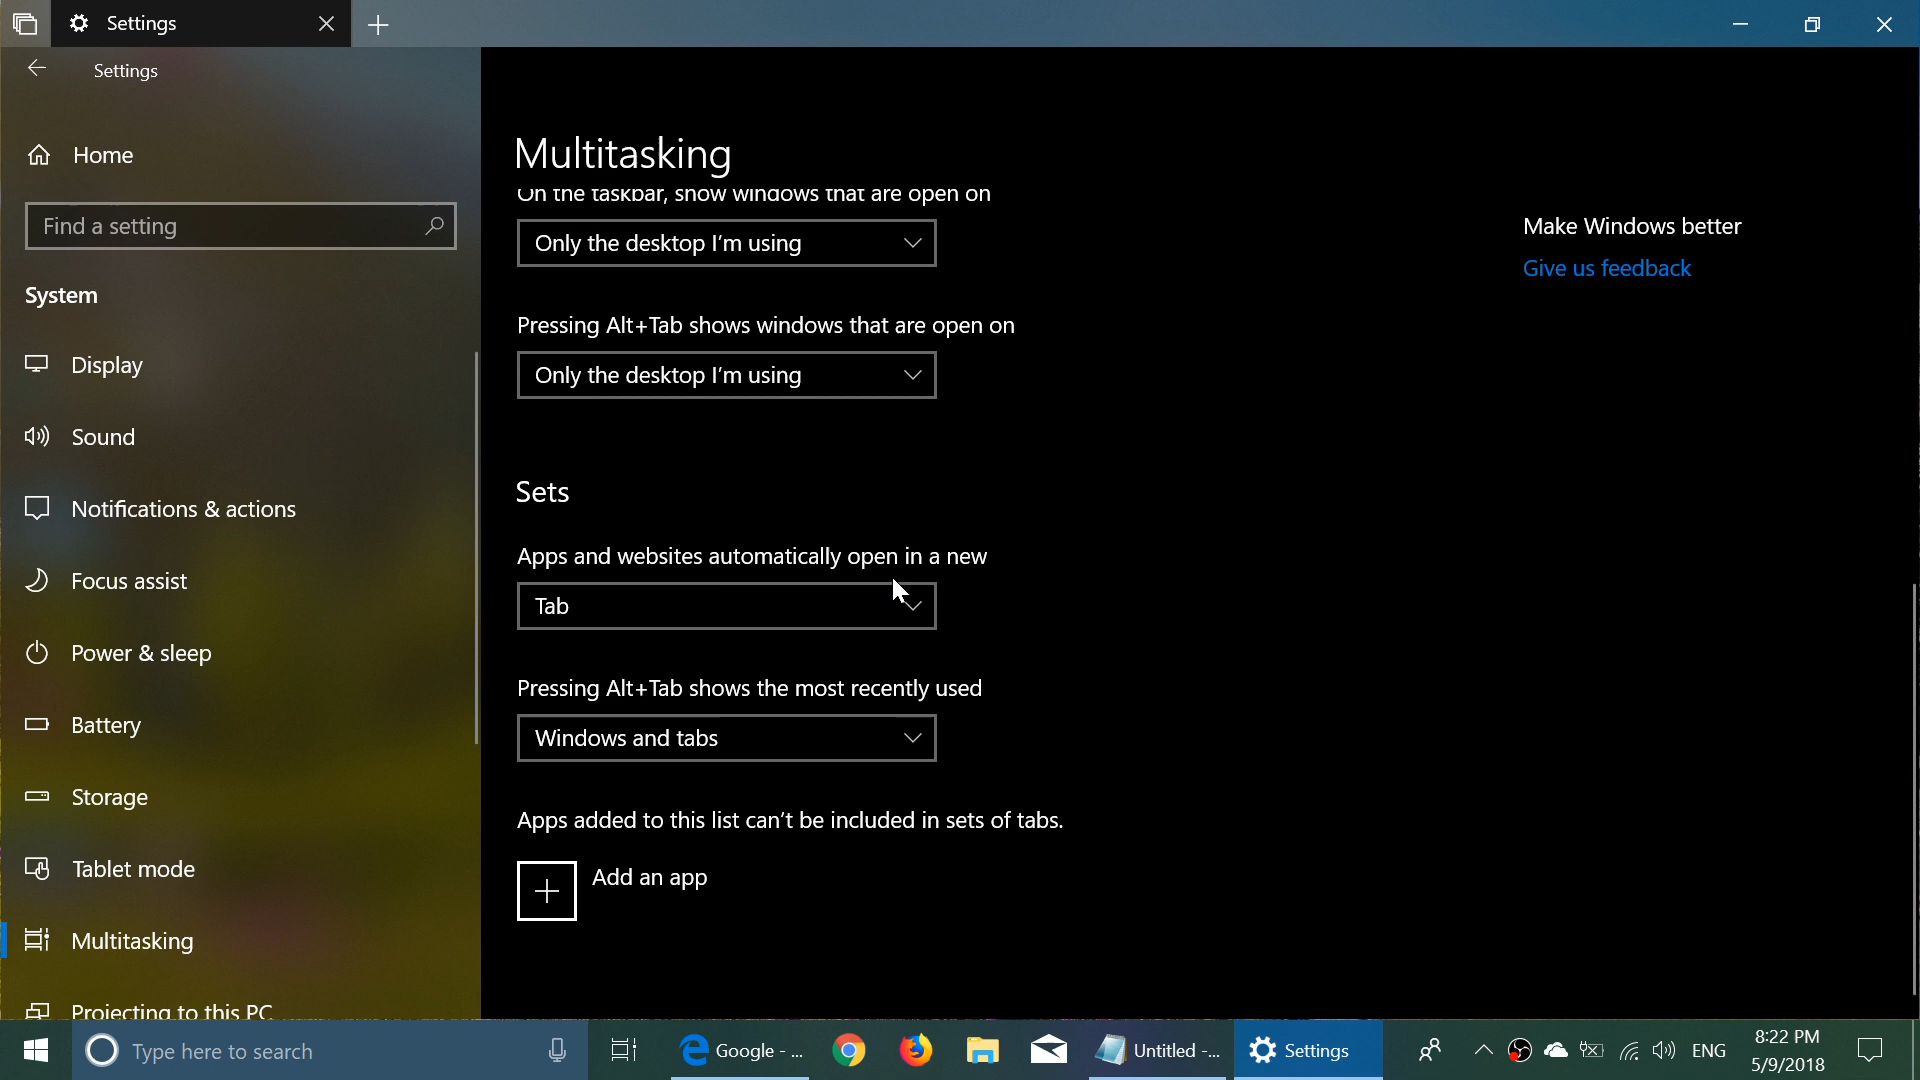 Settings
Settings
Home
Find a setting
System
Display
Sound
Notifications & actions
Focus assist
Power & sleep
Battery
Storage
Tablet mode
Multitasking
Projecting to this PC
Multitasking
On the taskbar, show windows that are open on
Only the desktop I'm using
Pressing Alt+Tab shows windows that are open on
Only the desktop I'm using
Sets
Apps and websites automatically open in a new
Tab
Pressing Alt+Tab shows the most recently used
Windows and tabs
Apps added to this list can't be included in sets of tabs.
Add an app
Make Windows better
Give us feedback
Type here to search
Google - ...
Untitled -...
Settings
ENG
8:22 PM
5/9/2018